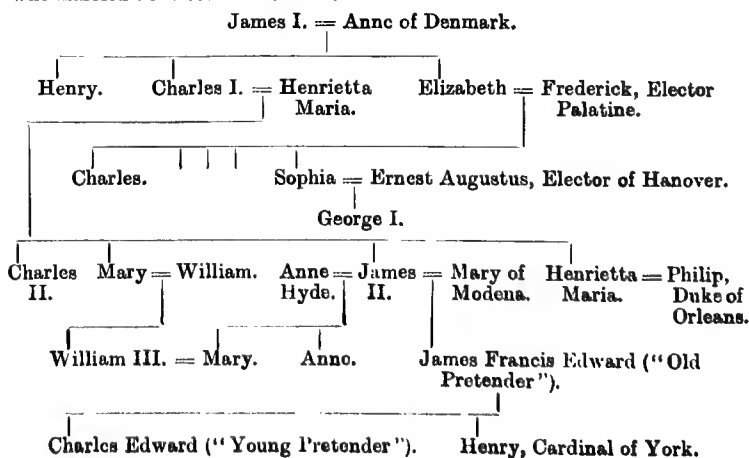 James I. = Anne of Denmark.
Henry. Charles I. = Henrietta Elizabeth = Frederick, Elector
Maria. Palatine.
Charles. Sophia = Ernest Augustus, Elector of Hanover.
George I.
Charles Mary = William. Anne = James = Mary of Henrietta = Philip,
II. Hyde. II. Modena. Maria. Duke of
Orleans.
William III. = Mary. Anne. James Francis Edward ("Old
Pretender").
Charles Edward ("Young Pretender"). Henry, Cardinal of York.